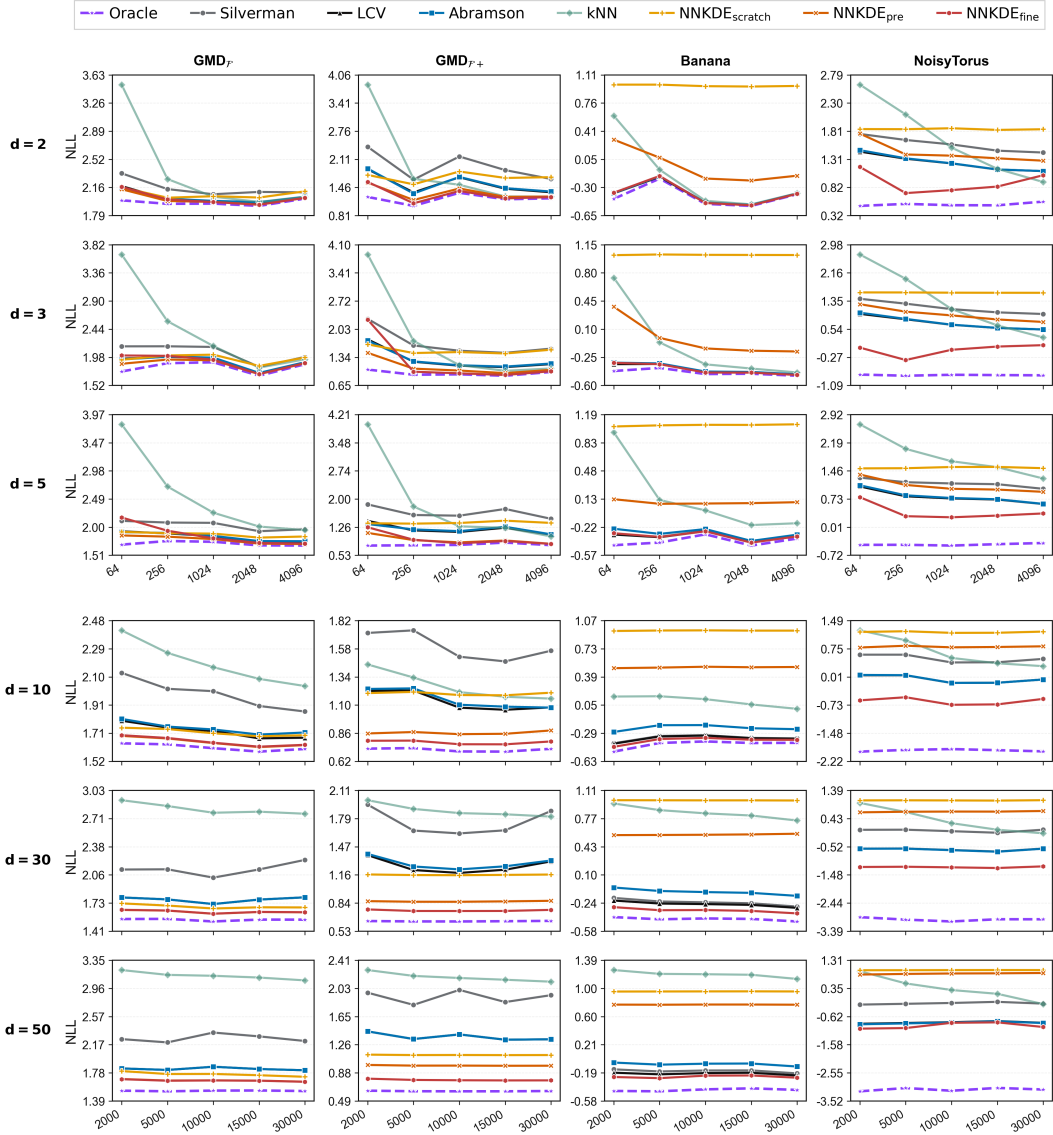 Oracle Silverman LCV Abramson kNN NNKDE_scratch NNKDE_pre NNKDE_fine
GMD_𝓕 GMD_𝓕+ Banana NoisyTorus
d = 2
NLL
3.63 3.26 2.89 2.52 2.16 1.79
4.06 3.41 2.76 2.11 1.46 0.81
1.11 0.76 0.41 0.05 -0.30 -0.65
2.79 2.30 1.81 1.31 0.82 0.32
d = 3
NLL
3.82 3.36 2.90 2.44 1.98 1.52
4.10 3.41 2.72 2.03 1.34 0.65
1.15 0.80 0.45 0.10 -0.25 -0.60
2.98 2.16 1.35 0.54 -0.27 -1.09
d = 5
NLL
3.97 3.47 2.98 2.49 2.00 1.51
4.21 3.48 2.74 2.00 1.26 0.53
1.19 0.83 0.48 0.13 -0.22 -0.57
2.92 2.19 1.46 0.73 0.01 -0.72
64 256 1024 2048 4096
64 256 1024 2048 4096
64 256 1024 2048 4096
64 256 1024 2048 4096
d = 10
NLL
2.48 2.29 2.10 1.91 1.71 1.52
1.82 1.58 1.34 1.10 0.86 0.62
1.07 0.73 0.39 0.05 -0.29 -0.63
1.49 0.75 0.01 -0.73 -1.48 -2.22
d = 30
NLL
3.03 2.71 2.38 2.06 1.73 1.41
2.11 1.79 1.47 1.16 0.84 0.53
1.11 0.77 0.43 0.10 -0.24 -0.58
1.39 0.43 -0.52 -1.48 -2.44 -3.39
d = 50
NLL
3.35 2.96 2.57 2.17 1.78 1.39
2.41 2.03 1.65 1.26 0.88 0.49
1.39 1.00 0.60 0.21 -0.19 -0.58
1.31 0.35 -0.62 -1.58 -2.55 -3.52
2000 5000 10000 15000 30000
2000 5000 10000 15000 30000
2000 5000 10000 15000 30000
2000 5000 10000 15000 30000